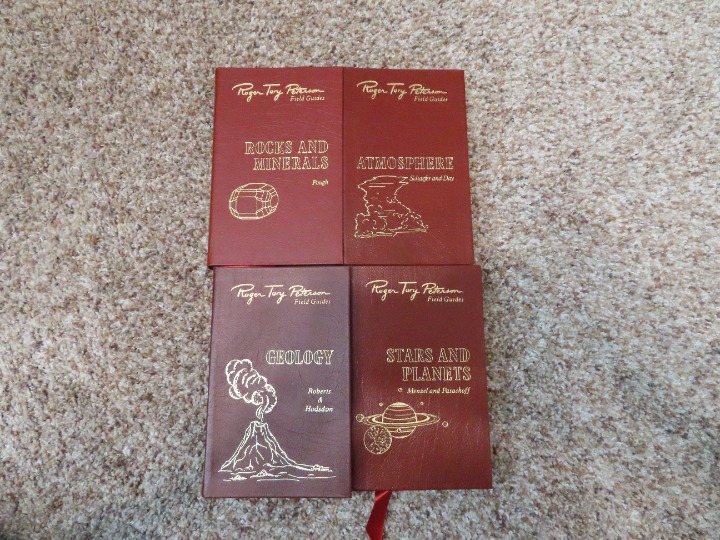 Roger Tory Peterson
Field Guides
ROCKS AND
MINERALS
Pough
Roger Tory Peterson
Field Guides
ATMOSPHERE
Schaefer and Day
Roger Tory Peterson
Field Guides
GEOLOGY
Roberts
&
Hodsdon
Roger Tory Peterson
Field Guides
STARS AND
PLANETS
Menzel and Pasachoff